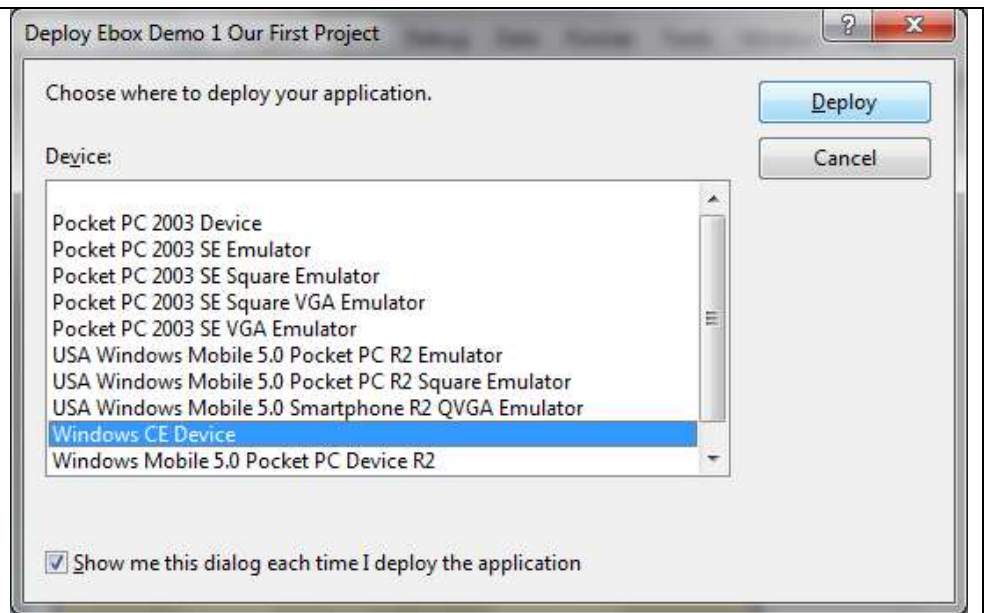 Deploy Ebox Demo 1 Our First Project
Choose where to deploy your application.
Deploy
Device:
Cancel
Pocket PC 2003 Device
Pocket PC 2003 SE Emulator
Pocket PC 2003 SE Square Emulator
Pocket PC 2003 SE Square VGA Emulator
Pocket PC 2003 SE VGA Emulator
USA Windows Mobile 5.0 Pocket PC R2 Emulator
USA Windows Mobile 5.0 Pocket PC R2 Square Emulator
USA Windows Mobile 5.0 Smartphone R2 QVGA Emulator
Windows CE Device
Windows Mobile 5.0 Pocket PC Device R2
Show me this dialog each time I deploy the application